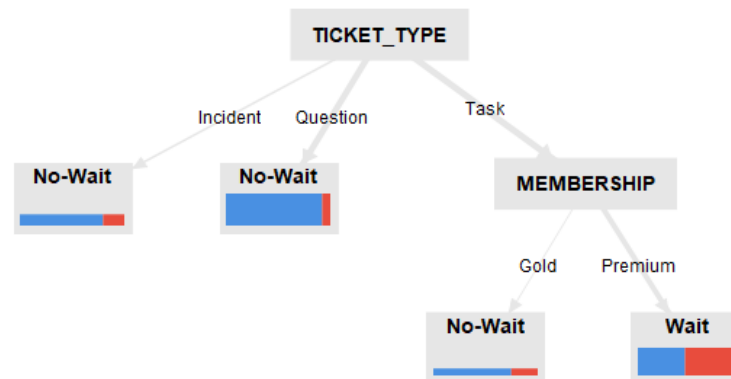 TICKET_TYPE
Incident
Question
Task
No-Wait
No-Wait
MEMBERSHIP
Gold
Premium
No-Wait
Wait